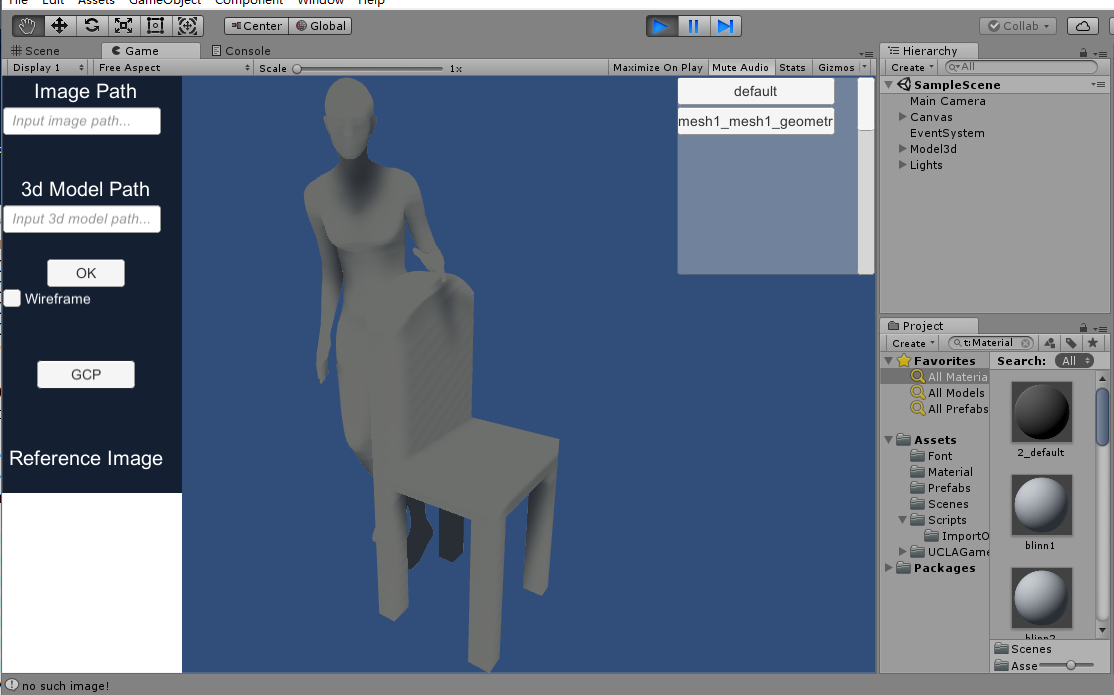 File Edit Assets GameObject Component Window Help
Center Global Collab
Scene Game Console
Display 1 Free Aspect Scale 1x Maximize On Play Mute Audio Stats Gizmos
Image Path
Input image path...
3d Model Path
Input 3d model path...
OK
Wireframe
GCP
Reference Image
default
mesh1_mesh1_geometr
Hierarchy
Create All
SampleScene
Main Camera
Canvas
EventSystem
Model3d
Lights
Project
Create t:Material
Favorites
All Materia
All Models
All Prefabs
Assets
Font
Material
Prefabs
Scenes
Scripts
ImportO
UCLAGame
Packages
Search: All
2_default
blinn1
blinn2
Scenes
Asse
no such image!